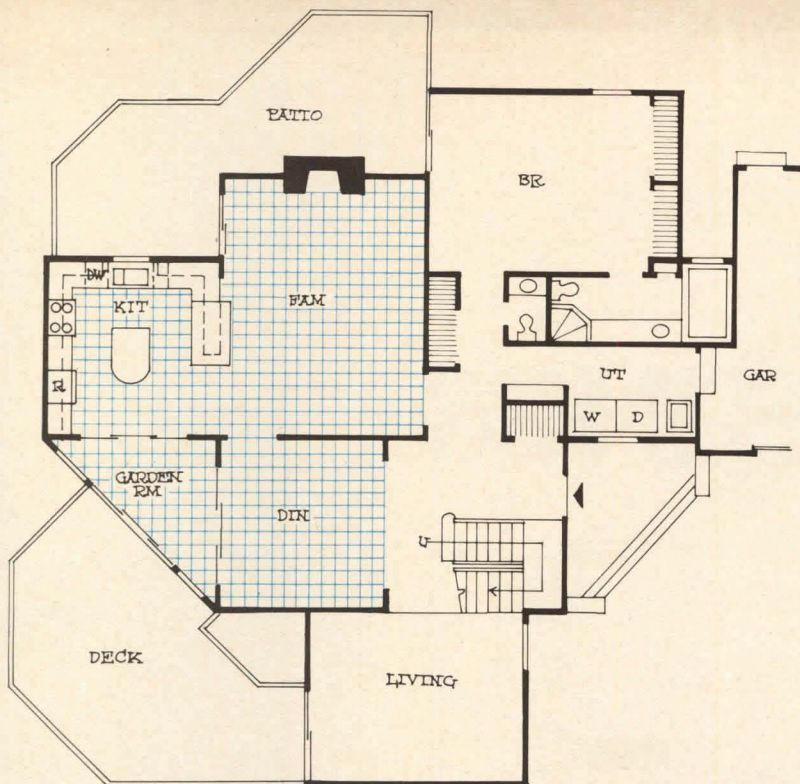 PATIO
BR
DW
KIT
FAM
R
UT
GAR
W
D
GARDEN
RM
DIN
U
DECK
LIVING